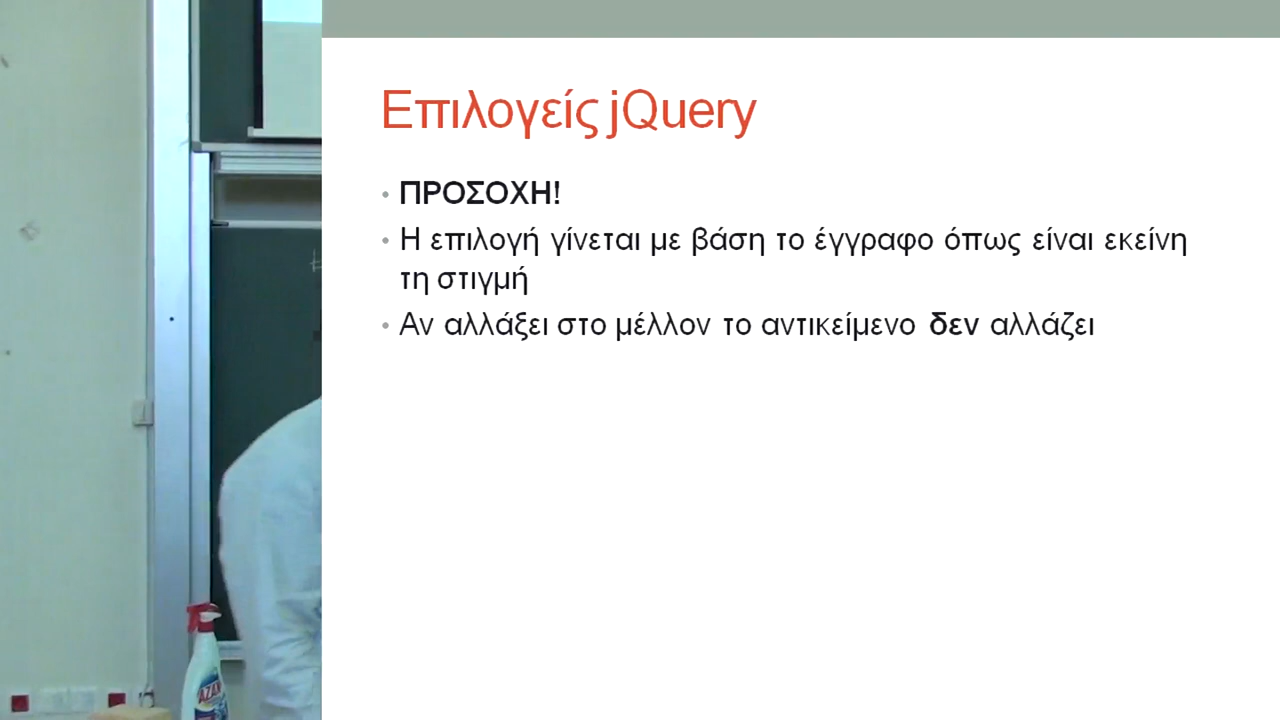 Επιλογείς jQuery
• ΠΡΟΣΟΧΗ!
• Η επιλογή γίνεται με βάση το έγγραφο όπως είναι εκείνη
τη στιγμή
• Αν αλλάξει στο μέλλον το αντικείμενο δεν αλλάζει